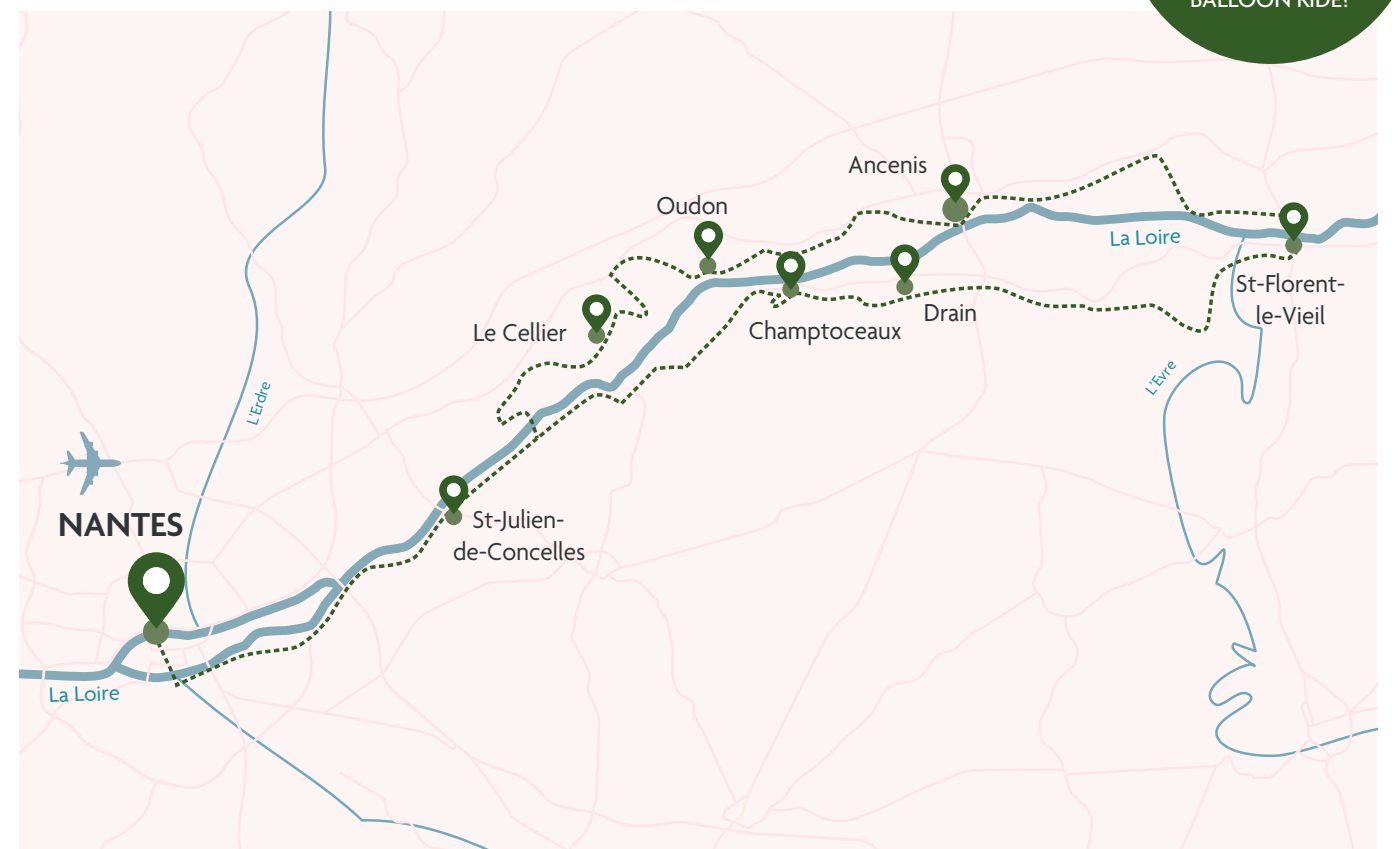 BALLOON RIDE!
Ancenis
Oudon
La Loire
St-Florent-
le-Vieil
Drain
Champtoceaux
Le Cellier
L'Evre
L'Erdre
NANTES
St-Julien-
de-Concelles
La Loire